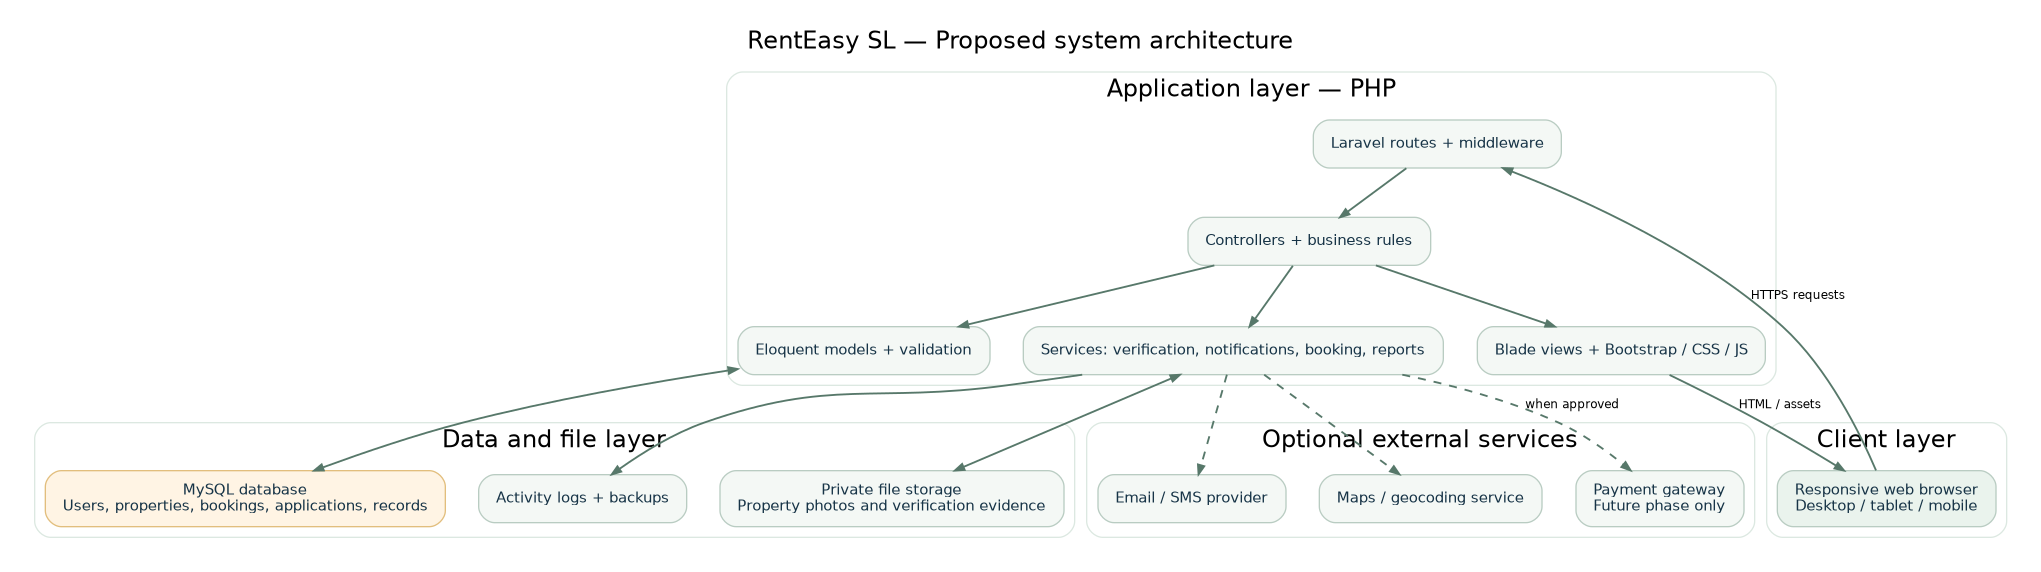 RentEasy SL — Proposed system architecture
Application layer — PHP
Laravel routes + middleware
Controllers + business rules
HTTPS requests
Eloquent models + validation
Services: verification, notifications, booking, reports
Blade views + Bootstrap / CSS / JS
when approved
HTML / assets
Data and file layer
Optional external services
Client layer
MySQL database
Users, properties, bookings, applications, records
Activity logs + backups
Private file storage
Property photos and verification evidence
Email / SMS provider
Maps / geocoding service
Payment gateway
Future phase only
Responsive web browser
Desktop / tablet / mobile